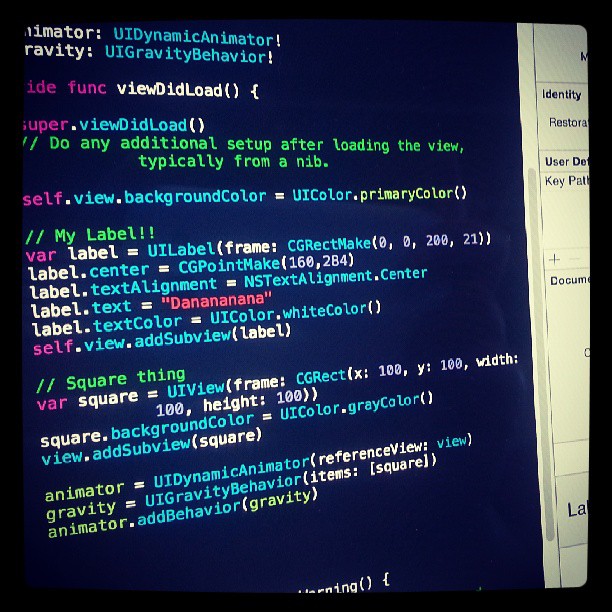 nimator: UIDynamicAnimator!
ravity: UIGravityBehavior!
ide func viewDidLoad() {
super.viewDidLoad()
// Do any additional setup after loading the view,
typically from a nib.
self.view.backgroundColor = UIColor.primaryColor()
// My Label!!
var label = UILabel(frame: CGRectMake(0, 0, 200, 21))
label.center = CGPointMake(160,284)
label.textAlignment = NSTextAlignment.Center
label.text = "Danananana"
label.textColor = UIColor.whiteColor()
self.view.addSubview(label)
// Square thing
var square = UIView(frame: CGRect(x: 100, y: 100, width:
100, height: 100))
square.backgroundColor = UIColor.grayColor()
view.addSubview(square)
animator = UIDynamicAnimator(referenceView: view)
gravity = UIGravityBehavior(items: [square])
animator.addBehavior(gravity)
arning() {
M
Identity
Restora
User Def
Key Path
+ −
Docume
La